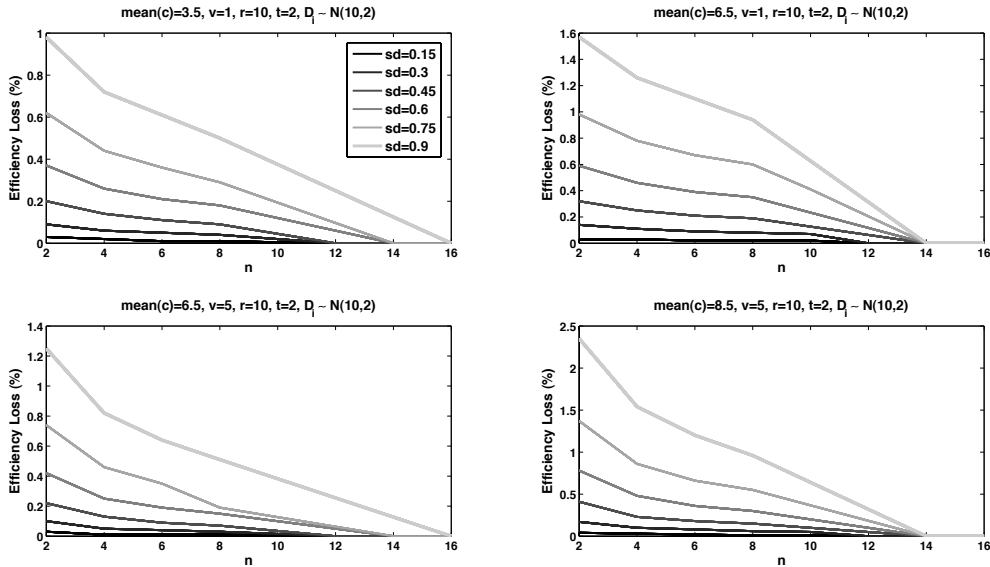 mean(c)=3.5, v=1, r=10, t=2, D_i ~ N(10,2)
Efficiency Loss (%)
1
0.8
0.6
0.4
0.2
0
2 4 6 8 10 12 14 16
n
sd=0.15
sd=0.3
sd=0.45
sd=0.6
sd=0.75
sd=0.9
mean(c)=6.5, v=1, r=10, t=2, D_i ~ N(10,2)
Efficiency Loss (%)
1.6
1.4
1.2
1
0.8
0.6
0.4
0.2
0
2 4 6 8 10 12 14 16
n
mean(c)=6.5, v=5, r=10, t=2, D_i ~ N(10,2)
Efficiency Loss (%)
1.4
1.2
1
0.8
0.6
0.4
0.2
0
2 4 6 8 10 12 14 16
n
mean(c)=8.5, v=5, r=10, t=2, D_i ~ N(10,2)
Efficiency Loss (%)
2.5
2
1.5
1
0.5
0
2 4 6 8 10 12 14 16
n